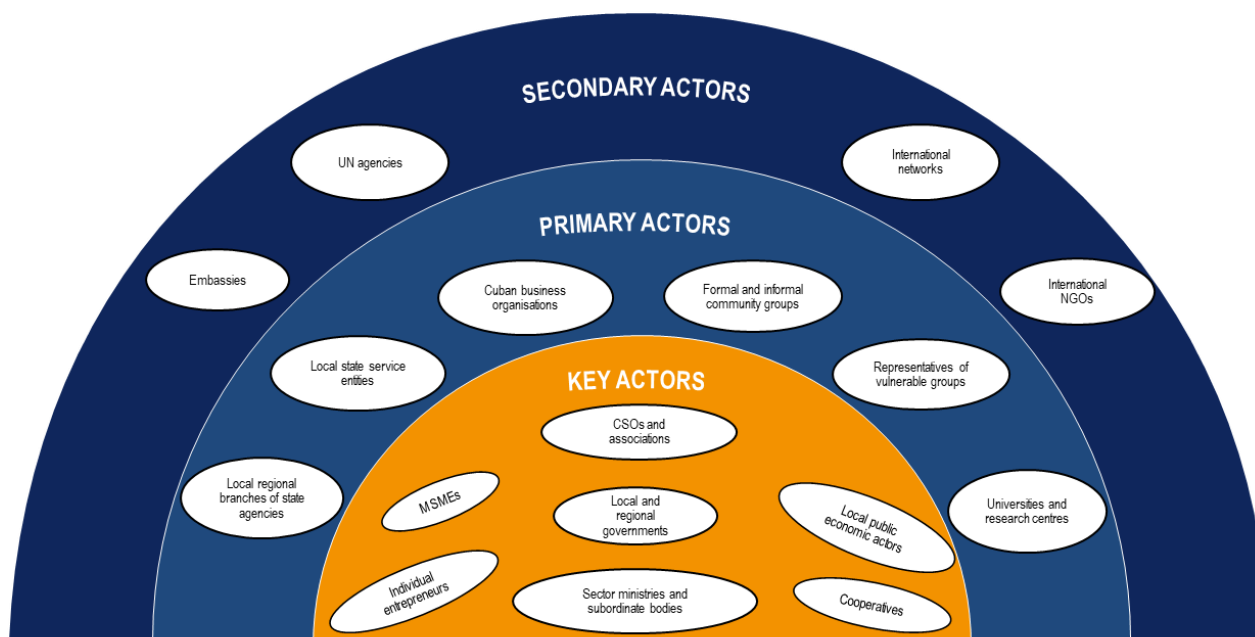 SECONDARY ACTORS
UN agencies
International
networks
Embassies
International
NGOs
PRIMARY ACTORS
Cuban business
organisations
Formal and informal
community groups
Local state service
entities
Representatives of
vulnerable groups
Local regional
branches of state
agencies
Universities and
research centres
KEY ACTORS
CSOs and
associations
MSMEs
Local and
regional
governments
Local public
economic actors
Individual
entrepreneurs
Sector ministries and
subordinate bodies
Cooperatives